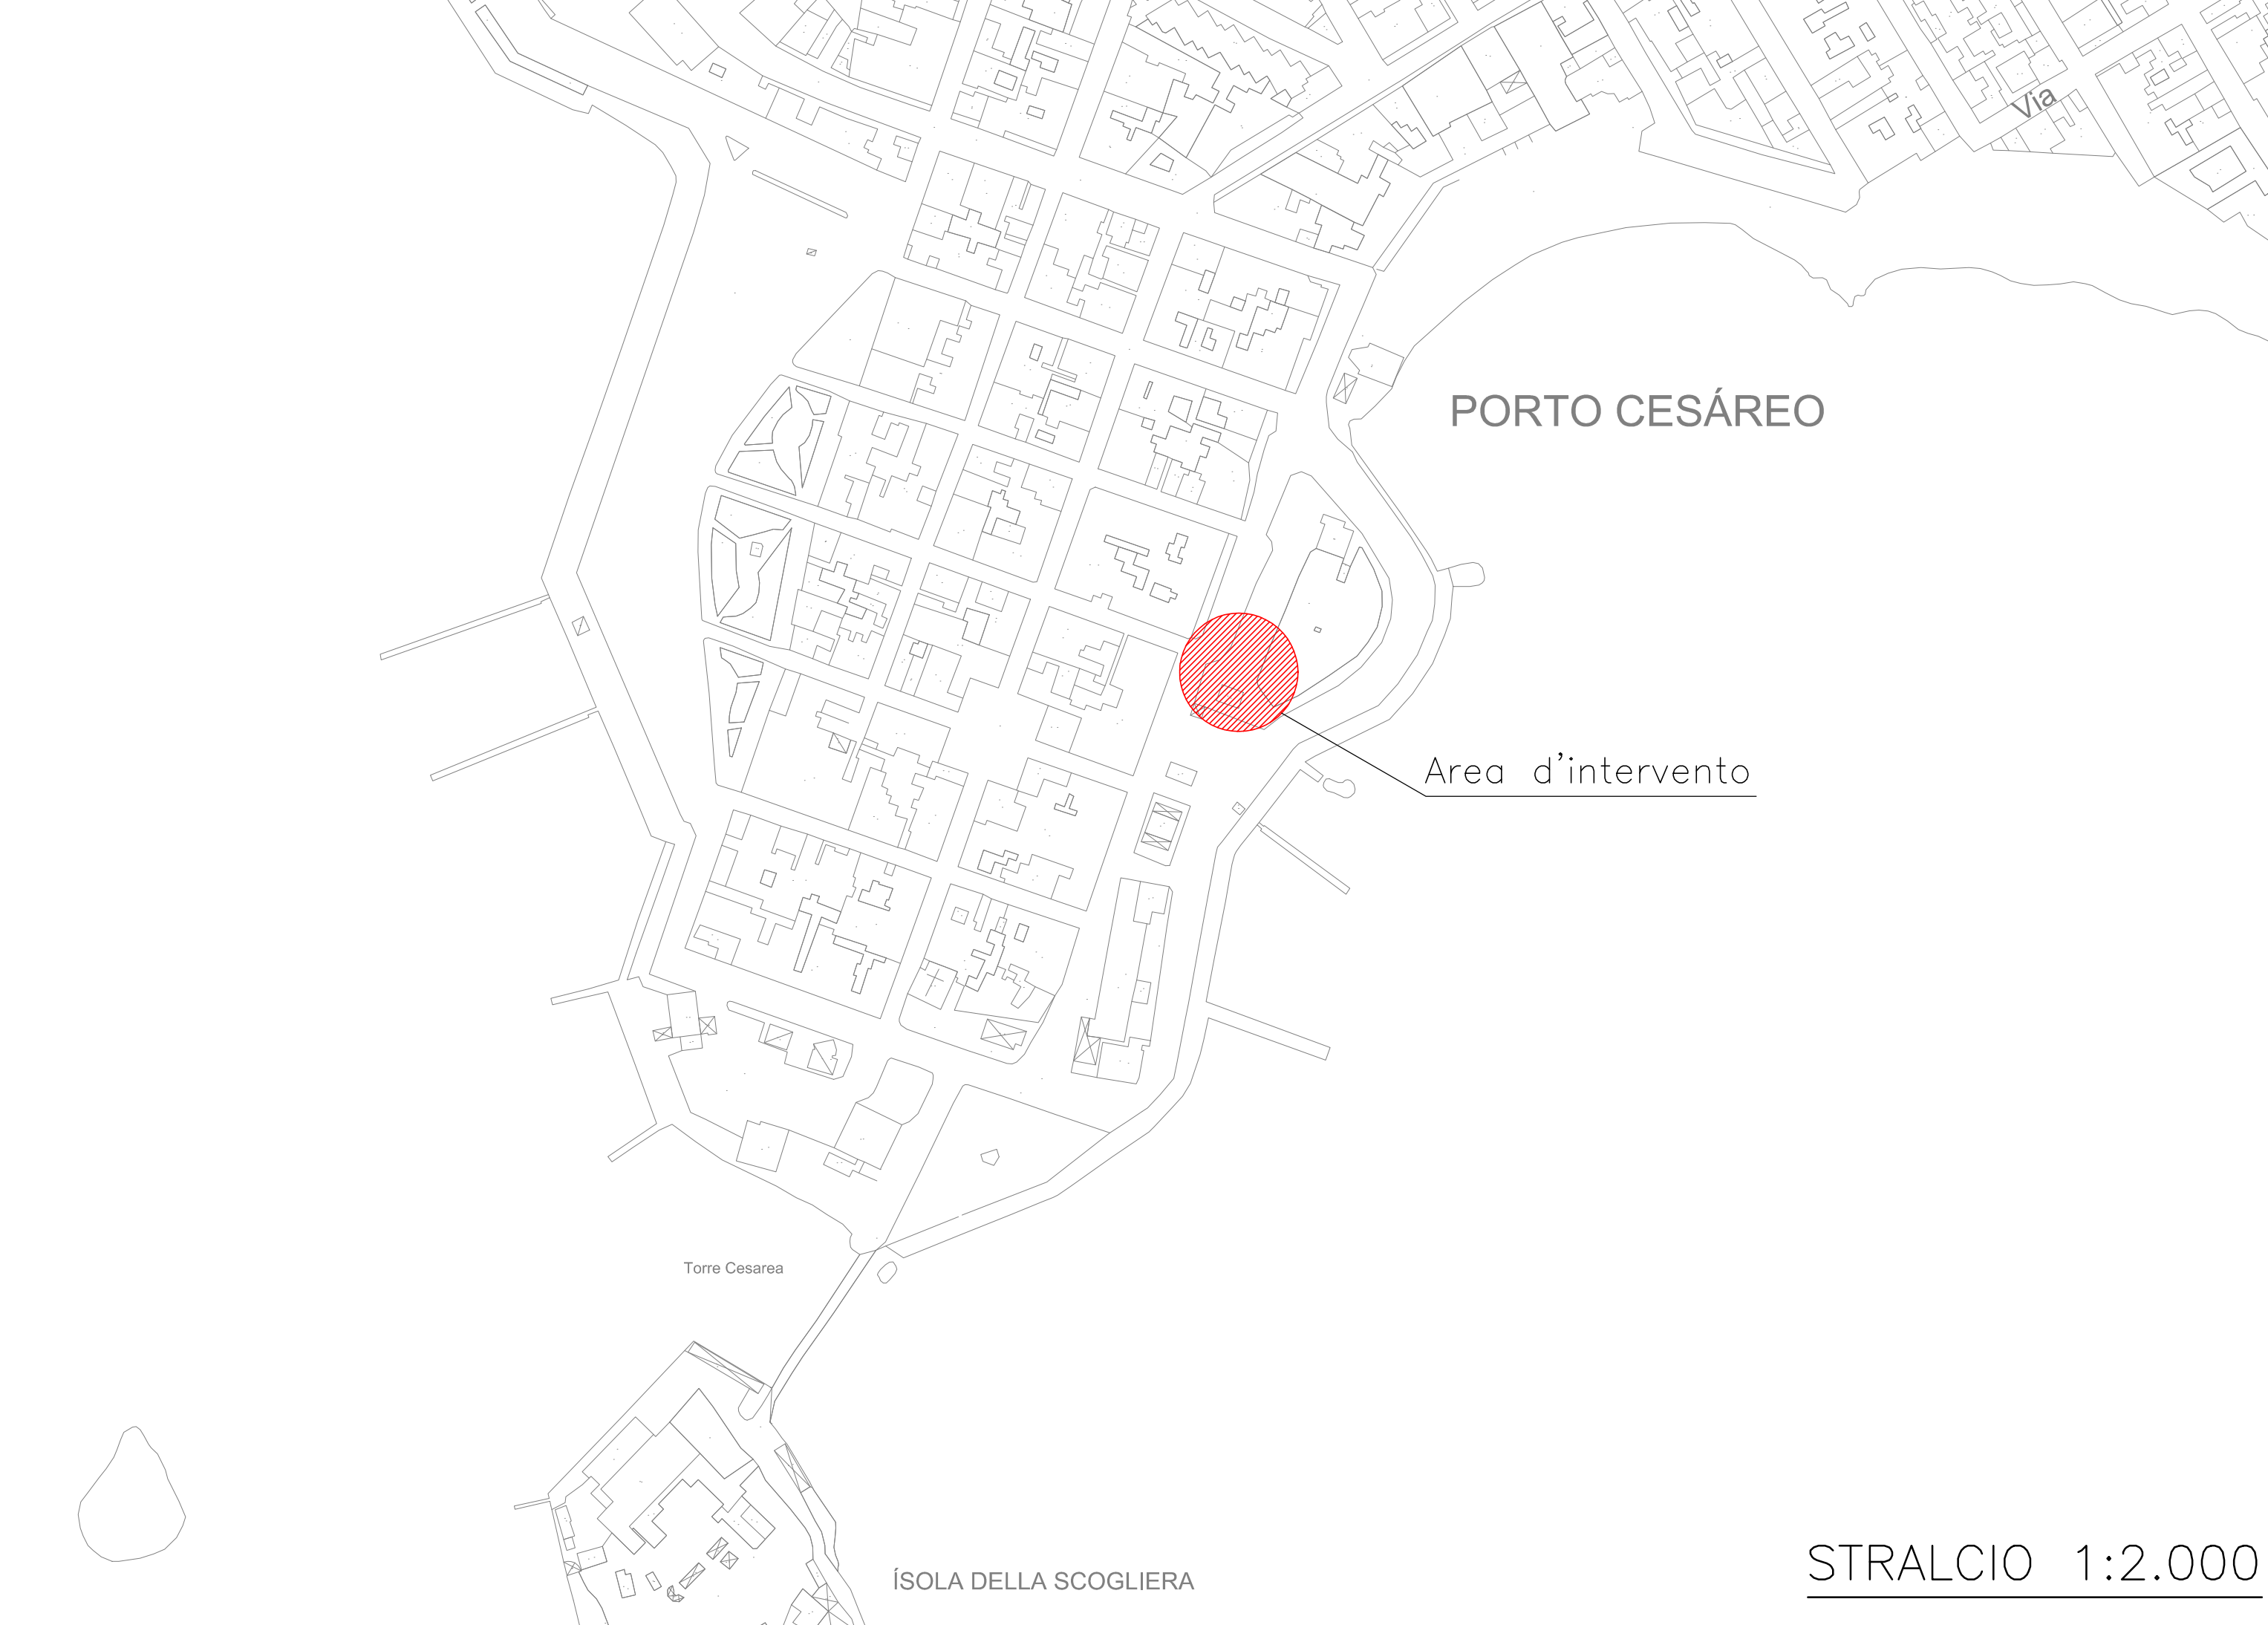 Via
PORTO CESÁREO
Area d'intervento
Torre Cesarea
ÍSOLA DELLA SCOGLIERA
STRALCIO 1:2.000